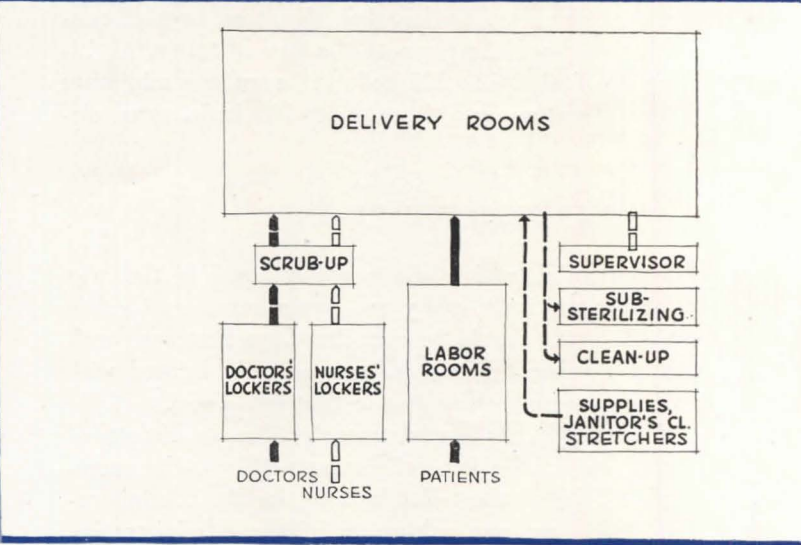 DELIVERY ROOMS
SCRUB-UP
SUPERVISOR
SUB-
STERILIZING
CLEAN-UP
DOCTORS'
LOCKERS
NURSES'
LOCKERS
LABOR
ROOMS
SUPPLIES,
JANITOR'S CL.
STRETCHERS
DOCTORS
NURSES
PATIENTS